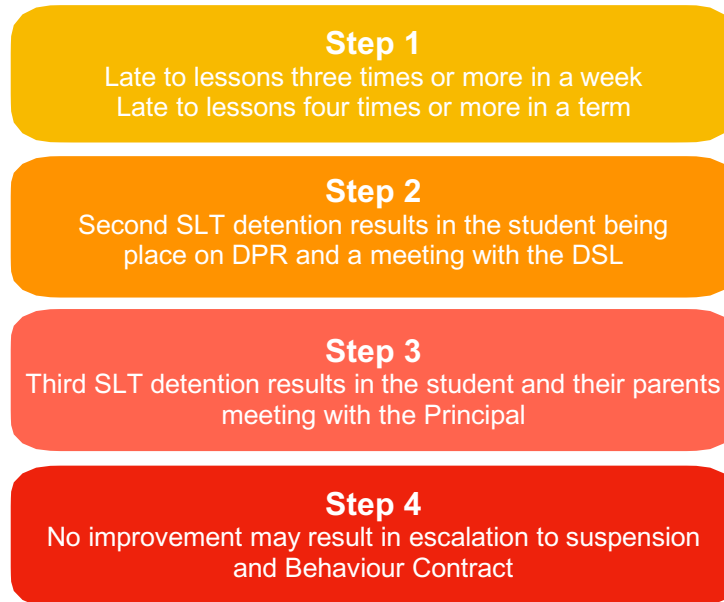 Step 1
Late to lessons three times or more in a week
Late to lessons four times or more in a term
Step 2
Second SLT detention results in the student being
place on DPR and a meeting with the DSL
Step 3
Third SLT detention results in the student and their parents
meeting with the Principal
Step 4
No improvement may result in escalation to suspension
and Behaviour Contract